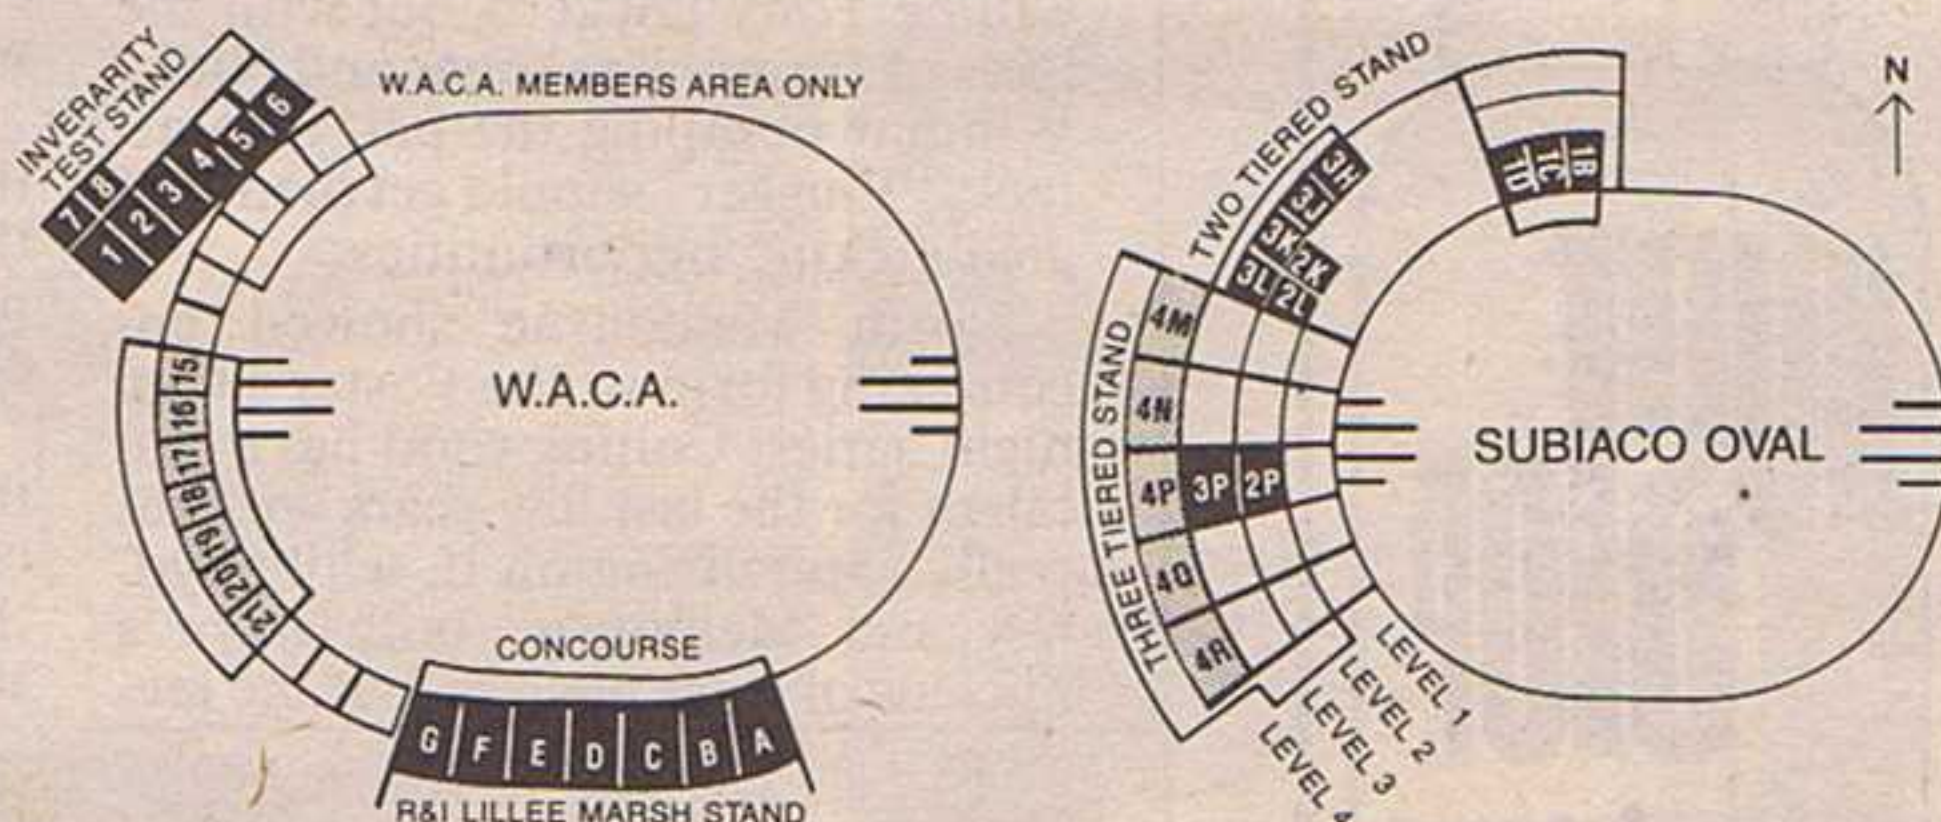 INVERARITY
TEST STAND
7 8
1 2 3 4 5 6
W.A.C.A. MEMBERS AREA ONLY
W.A.C.A.
15
16
17
18
19
20
21
CONCOURSE
G F E D C B A
R&I LILLEE MARSH STAND
TWO TIERED STAND
3H
3J
3K 2K
3L 2L
1D
1C
1B
N
THREE TIERED STAND
4M
4N
4P 3P 2P
4Q
4R
SUBIACO OVAL
LEVEL 1
LEVEL 2
LEVEL 3
LEVEL 4